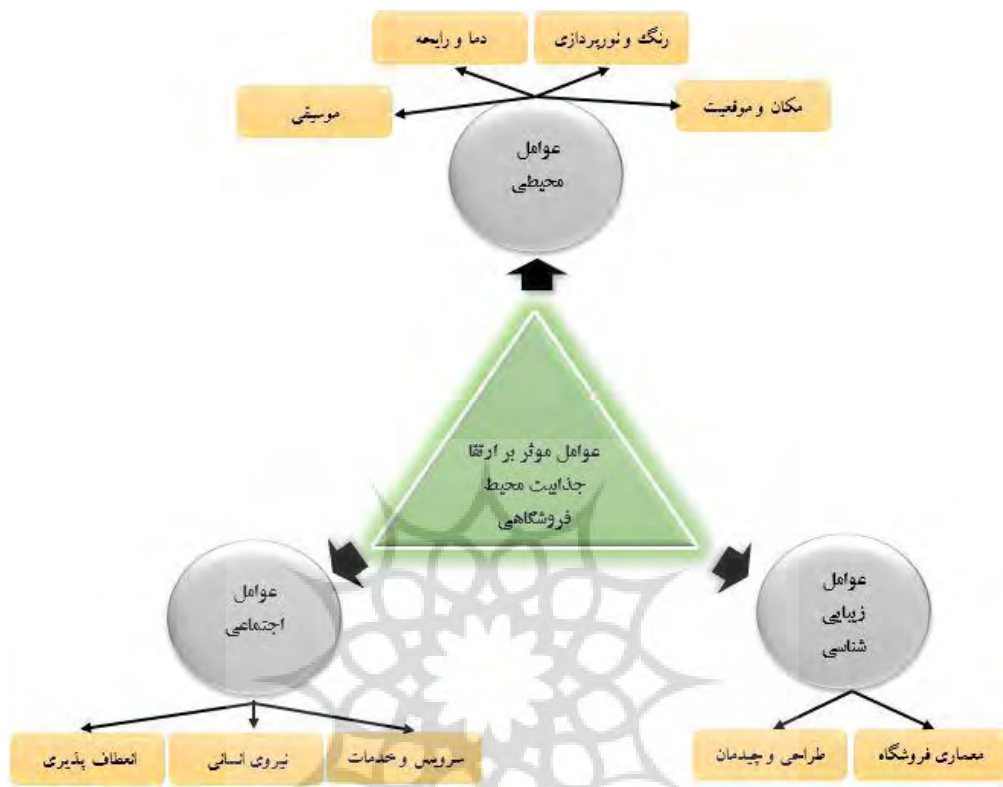 رنگ و نورپردازی
دما و رایحه
مکان و موقعیت
موسیقی
عوامل
محیطی
عوامل موثر بر ارتقا
جذابیت محیط
فروشگاهی
عوامل
زیبایی
شناسی
عوامل
اجتماعی
معماری فروشگاه
طراحی و چیدمان
سرویس و خدمات
نیروی انسانی
انعطاف پذیری